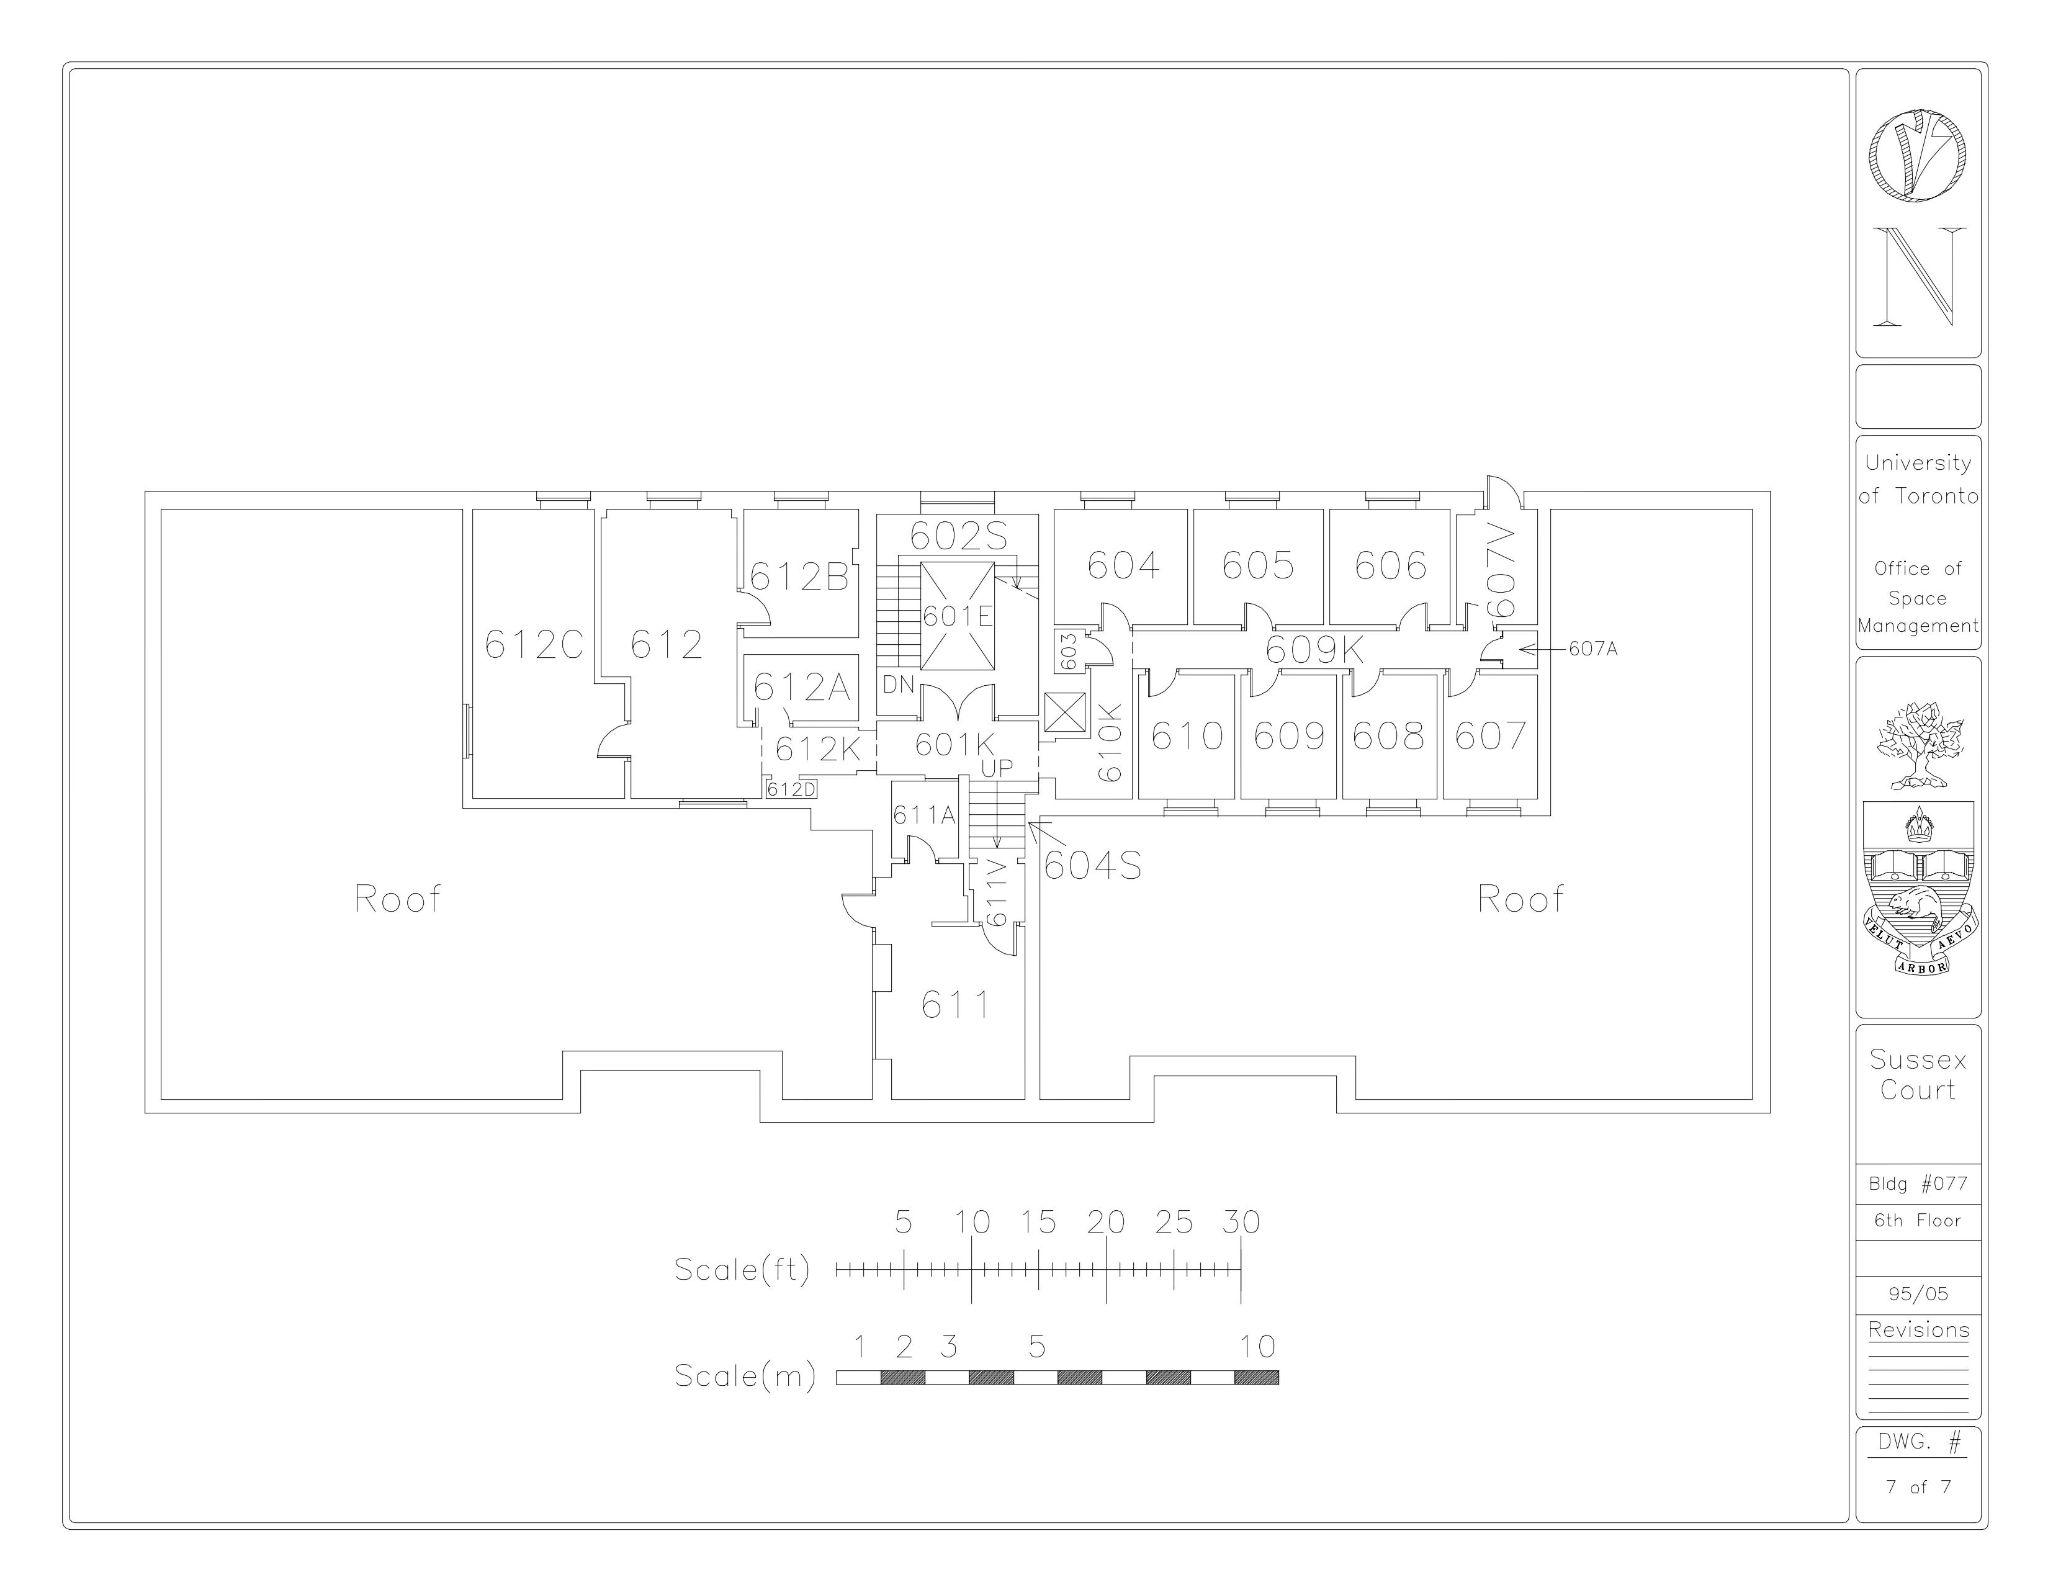 N
University
of Toronto
Office of
Space
Management
602S
604
605
606
607V
612B
601E
612C
612
603
609K
607A
612A
DN
610K
610
609
608
607
612K
601K
UP
612D
611A
604S
611V
Roof
Roof
611
VELUT ARBOR AEVO
Sussex
Court
Bldg #077
6th Floor
95/05
Revisions
DWG. #
7 of 7
5 10 15 20 25 30
Scale(ft)
1 2 3 5 10
Scale(m)